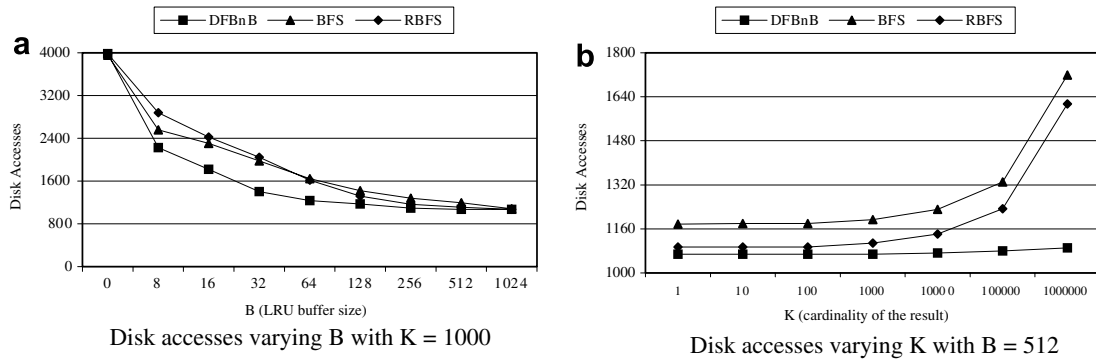 DFBnB BFS RBFS
a
4000
3200
2400
1600
800
0
Disk Accesses
0 8 16 32 64 128 256 512 1024
B (LRU buffer size)
Disk accesses varying B with K = 1000
DFBnB BFS RBFS
b
1800
1640
1480
1320
1160
1000
Disk Accesses
1 10 100 1000 1000 0 100000 1000000
K (cardinality of the result)
Disk accesses varying K with B = 512